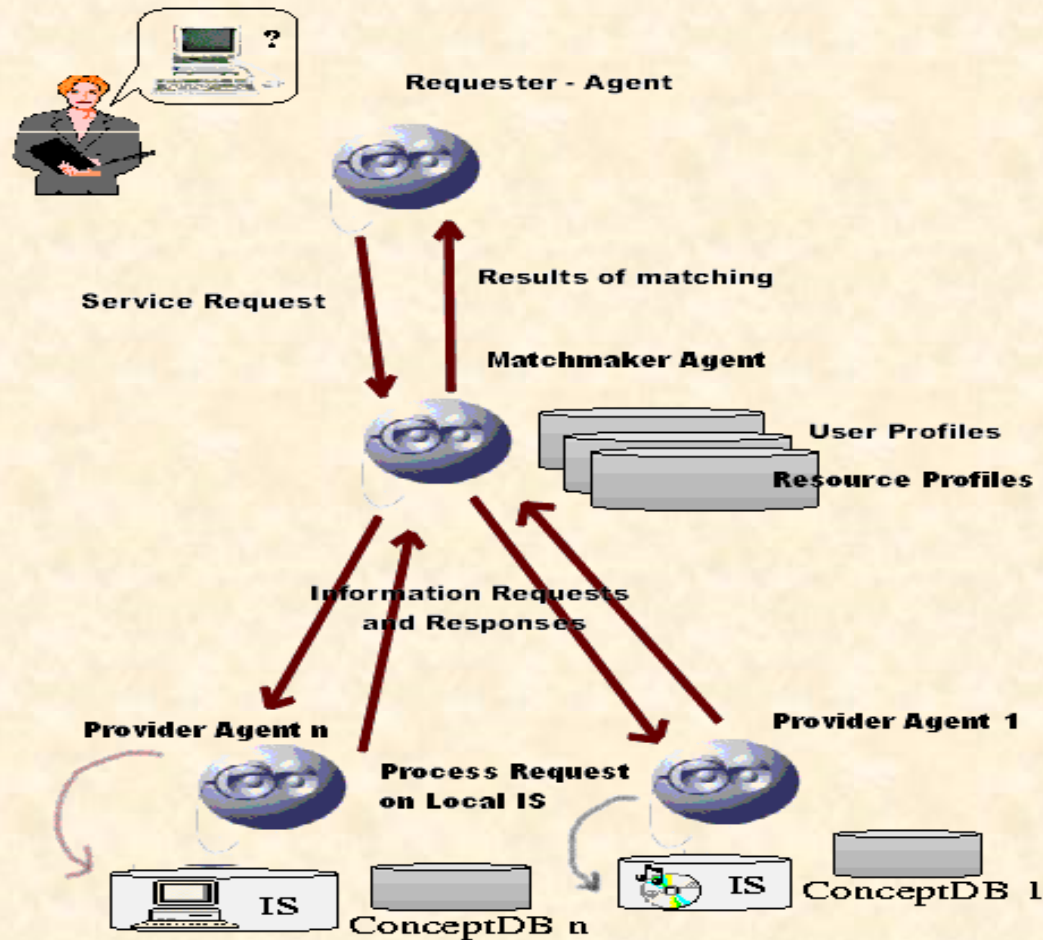 ?
Requester - Agent
Results of matching
Service Request
Matchmaker Agent
User Profiles
Resource Profiles
Information Requests
and Responses
Provider Agent n
Provider Agent 1
Process Request
on Local IS
IS
ConceptDB n
IS
ConceptDB 1